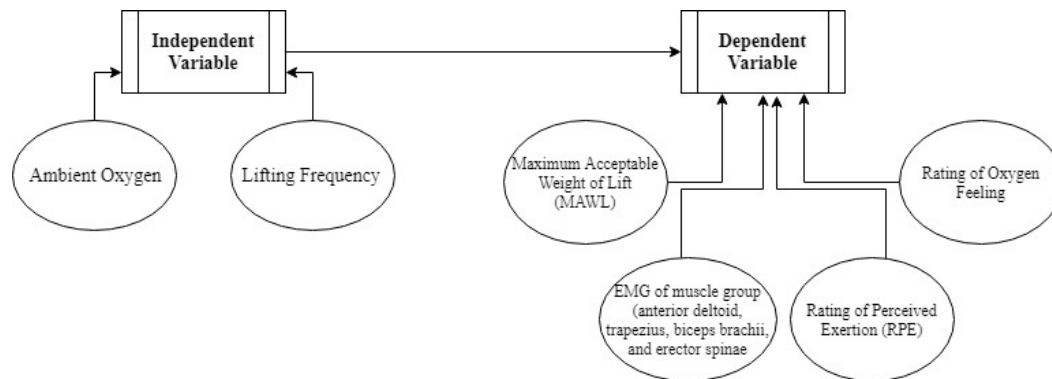 Independent
Variable
Dependent
Variable
Ambient Oxygen
Lifting Frequency
Maximum Acceptable
Weight of Lift
(MAWL)
Rating of Oxygen
Feeling
EMG of muscle group
(anterior deltoid,
trapezius, biceps brachii,
and erector spinae
Rating of Perceived
Exertion (RPE)